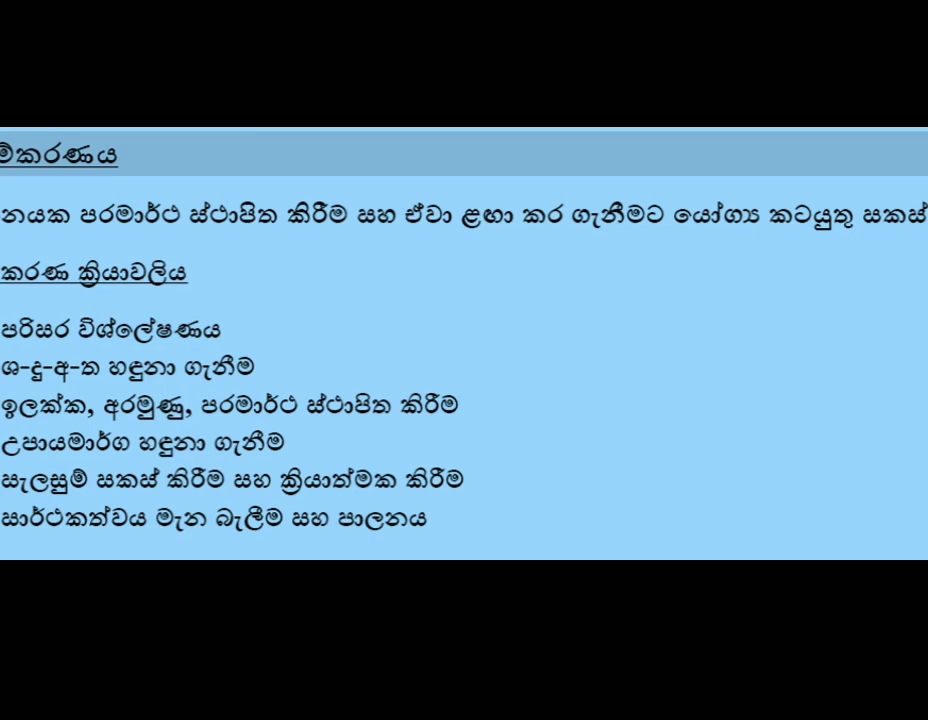 ම්කරණය
නයක පරමාර්ථ ස්ථාපිත කිරීම සහ ඒවා ළඟා කර ගැනීමට යෝග්‍ය කටයුතු සකස්
කරණ ක්‍රියාවලිය
පරිසර විශ්ලේෂණය
ශ-දු-අ-ත හඳුනා ගැනීම
ඉලක්ක, අරමුණු, පරමාර්ථ ස්ථාපිත කිරීම
උපායමාර්ග හඳුනා ගැනීම
සැලසුම් සකස් කිරීම සහ ක්‍රියාත්මක කිරීම
සාර්ථකත්වය මැන බැලීම සහ පාලනය